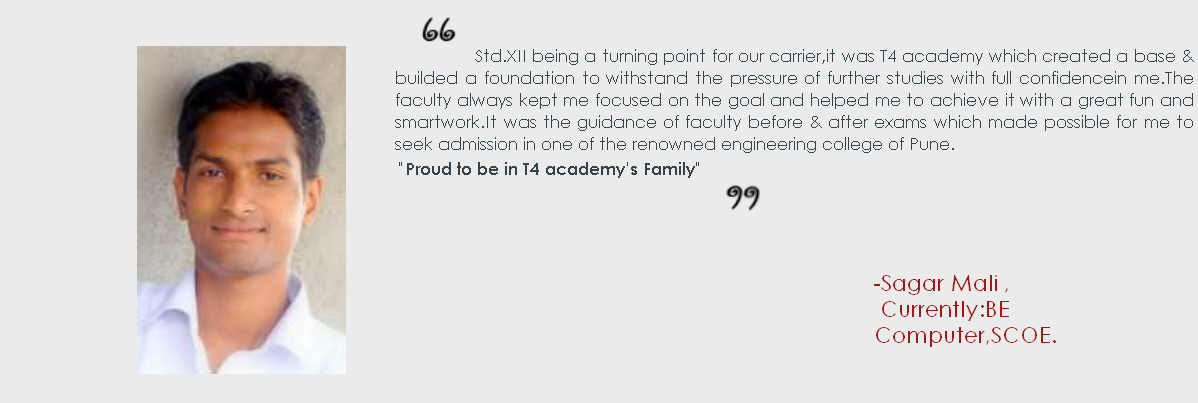 “
Std.XII being a turning point for our carrier,it was T4 academy which created a base &
builded a foundation to withstand the pressure of further studies with full confidencein me.The
faculty always kept me focused on the goal and helped me to achieve it with a great fun and
smartwork.It was the guidance of faculty before & after exams which made possible for me to
seek admission in one of the renowned engineering college of Pune.
"Proud to be in T4 academy's Family"
”
-Sagar Mali ,
Currently:BE
Computer,SCOE.